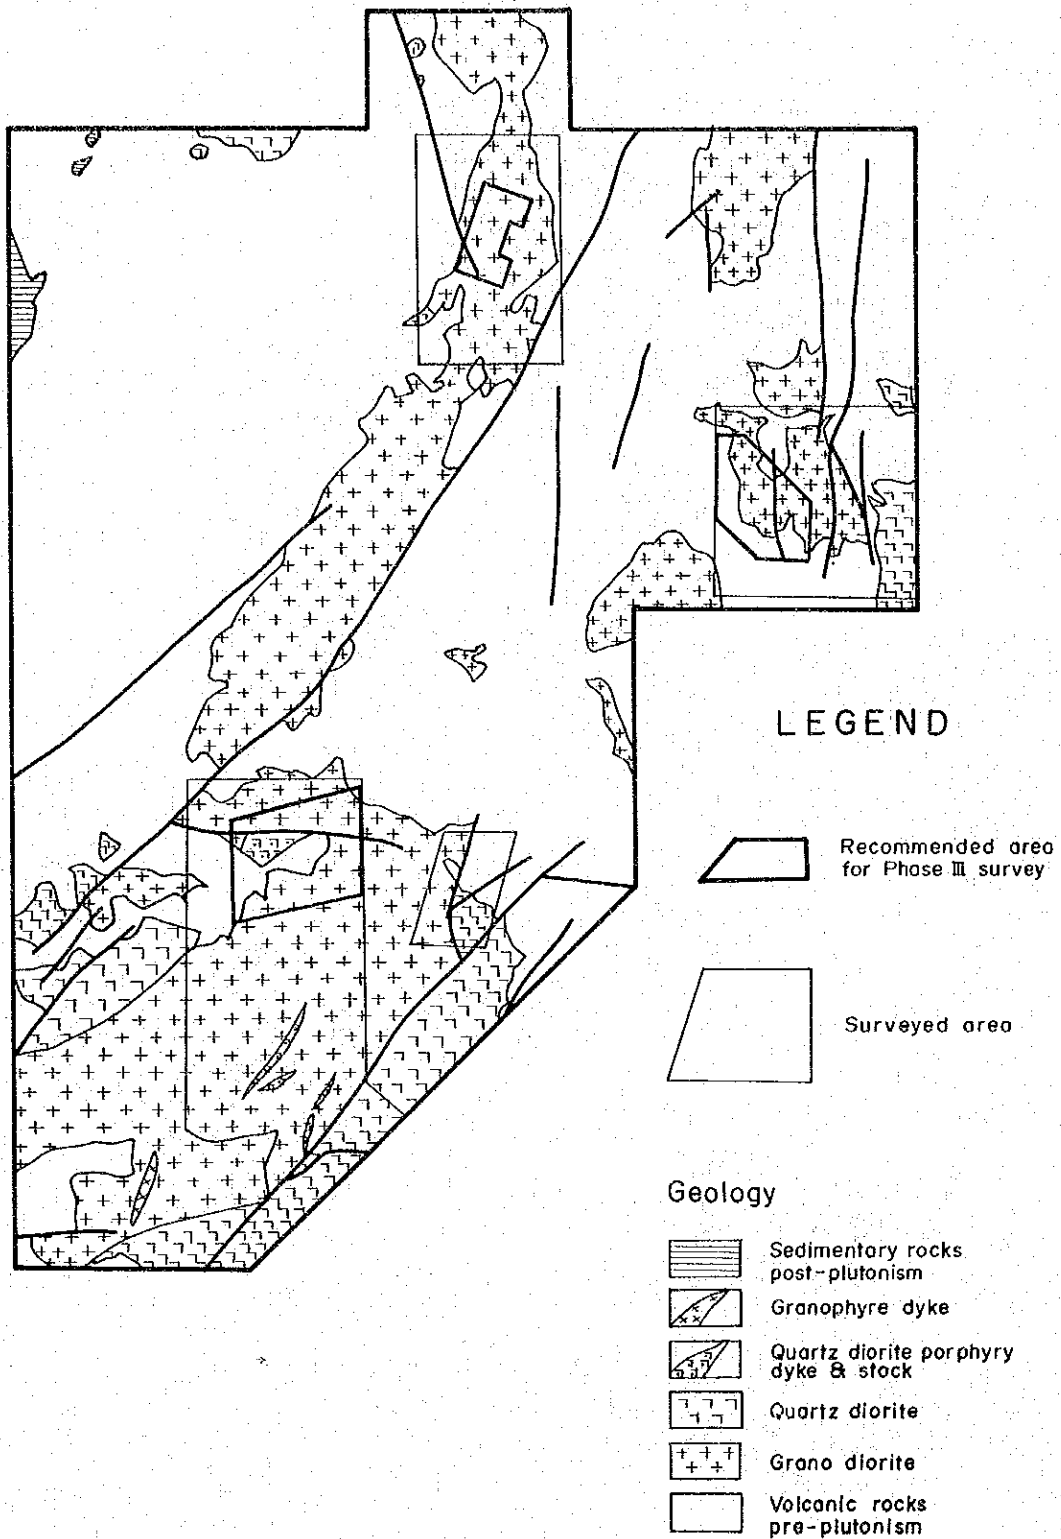 LEGEND
Recommended area
for Phase III survey
Surveyed area
Geology
Sedimentary rocks
post-plutonism
Granophyre dyke
Quartz diorite porphyry
dyke & stock
Quartz diorite
Grano diorite
Volcanic rocks
pre-plutonism